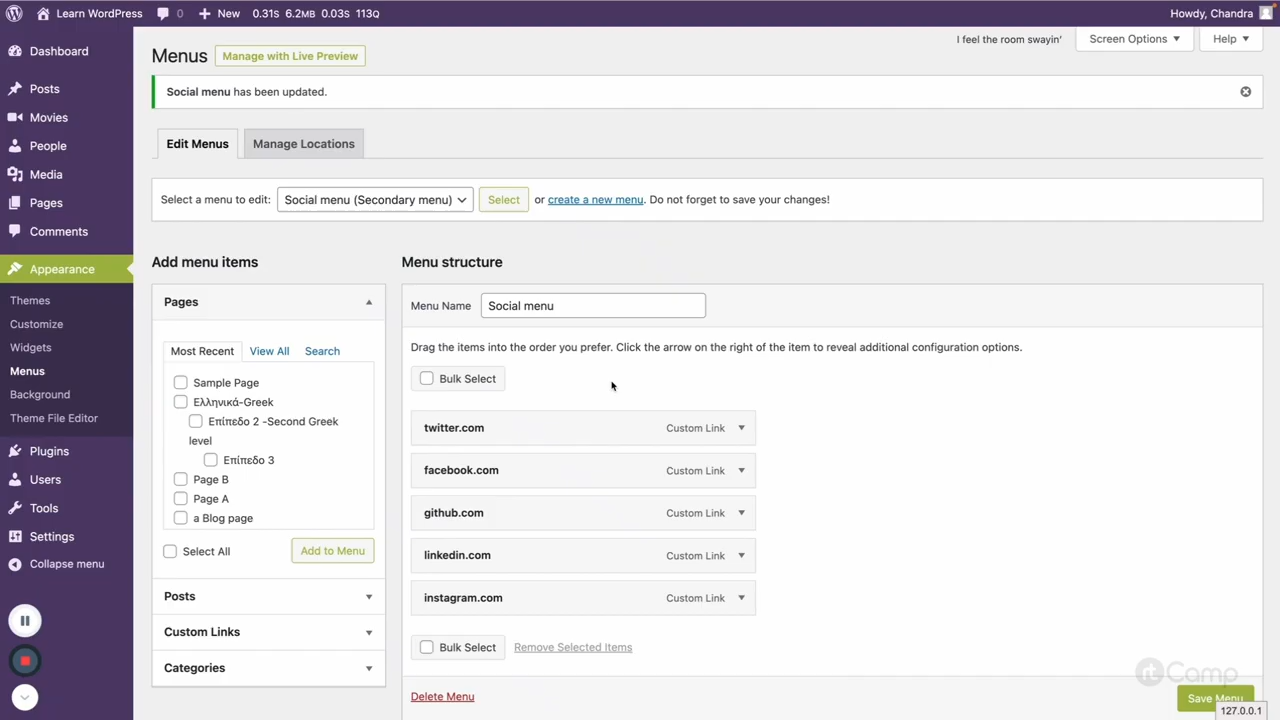 Learn WordPress 0 New 0.31s 6.2MB 0.03s 113Q Howdy, Chandra
Dashboard
Posts
Movies
People
Media
Pages
Comments
Appearance
Themes
Customize
Widgets
Menus
Background
Theme File Editor
Plugins
Users
Tools
Settings
Collapse menu
I feel the room swayin' Screen Options Help
Menus Manage with Live Preview
Social menu has been updated.
Edit Menus Manage Locations
Select a menu to edit: Social menu (Secondary menu) Select or create a new menu. Do not forget to save your changes!
Add menu items
Pages
Most Recent View All Search
Sample Page
Ελληνικά-Greek
Επίπεδο 2 -Second Greek
level
Επίπεδο 3
Page B
Page A
a Blog page
Select All Add to Menu
Posts
Custom Links
Categories
Menu structure
Menu Name Social menu
Drag the items into the order you prefer. Click the arrow on the right of the item to reveal additional configuration options.
Bulk Select
twitter.com Custom Link
facebook.com Custom Link
github.com Custom Link
linkedin.com Custom Link
instagram.com Custom Link
Bulk Select Remove Selected Items
Delete Menu Save Menu
rtCamp
127.0.0.1